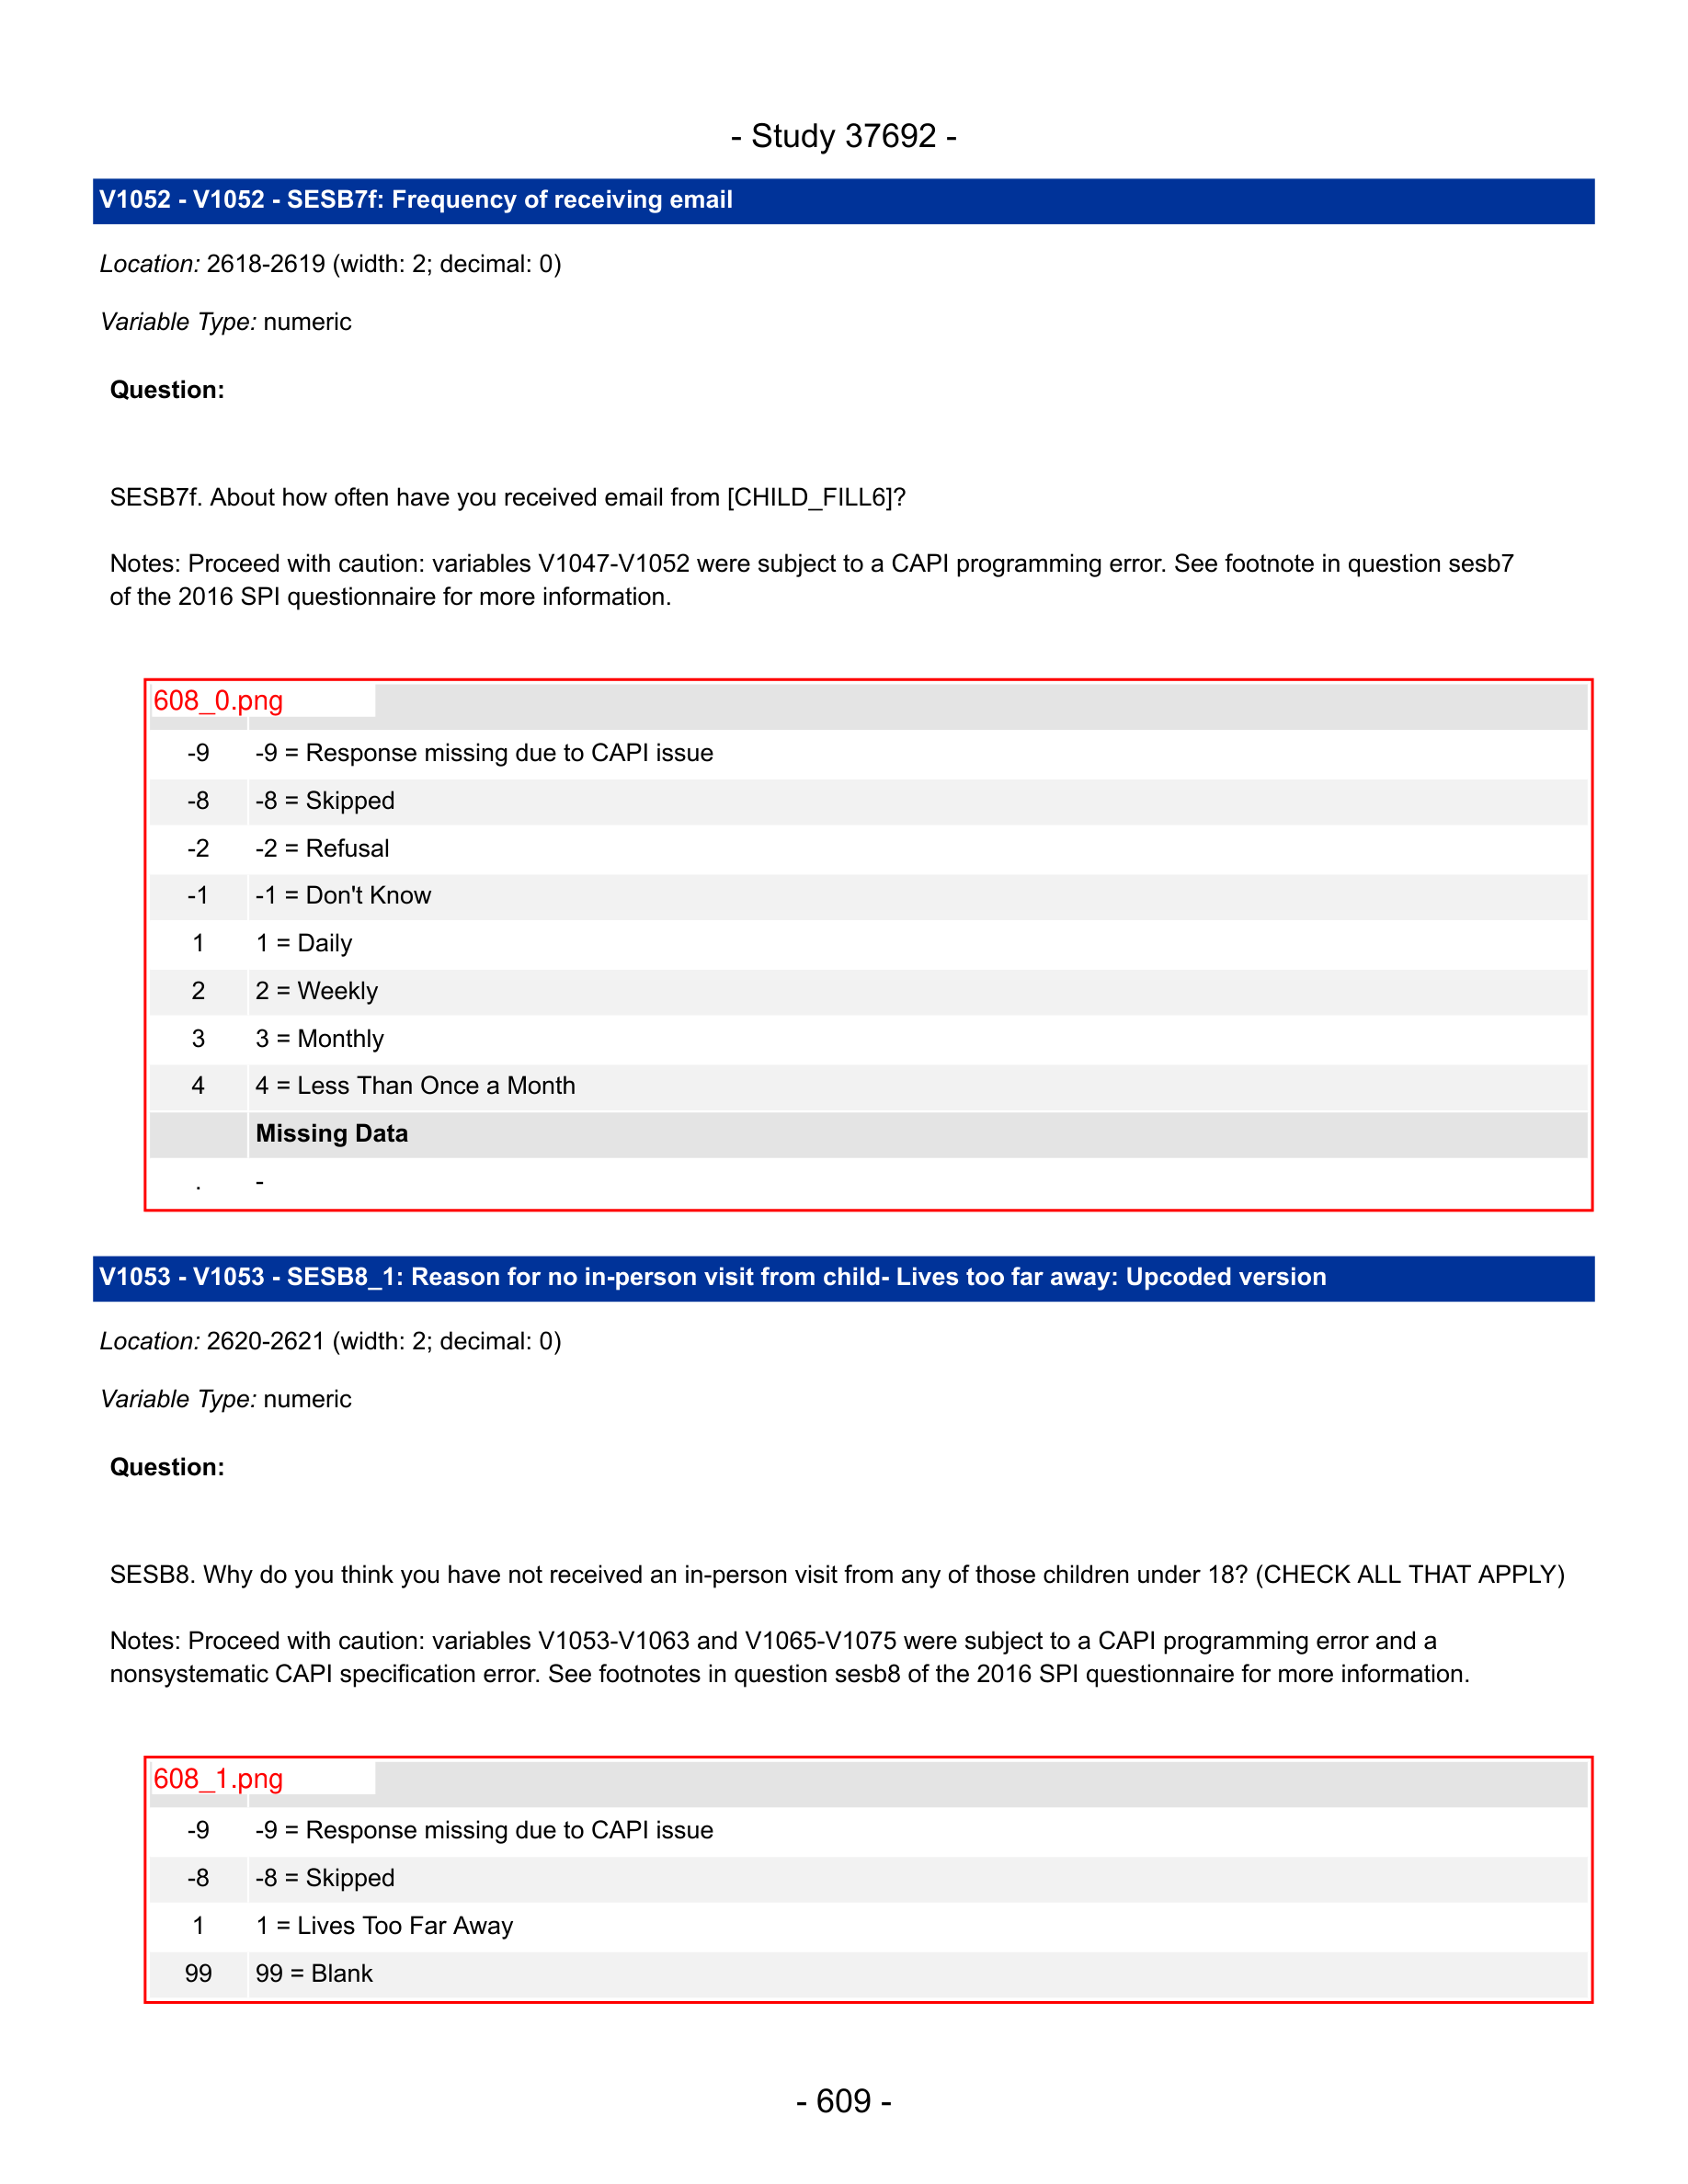 - Study 37692 -
V1052 - V1052 - SESB7f: Frequency of receiving email
Location: 2618-2619 (width: 2; decimal: 0)
Variable Type: numeric
Question:
SESB7f. About how often have you received email from [CHILD_FILL6]?
Notes: Proceed with caution: variables V1047-V1052 were subject to a CAPI programming error. See footnote in question sesb7
of the 2016 SPI questionnaire for more information.
608_0.png
-9 -9 = Response missing due to CAPI issue
-8 -8 = Skipped
-2 -2 = Refusal
-1 -1 = Don't Know
1 1 = Daily
2 2 = Weekly
3 3 = Monthly
4 4 = Less Than Once a Month
Missing Data
. -
V1053 - V1053 - SESB8_1: Reason for no in-person visit from child- Lives too far away: Upcoded version
Location: 2620-2621 (width: 2; decimal: 0)
Variable Type: numeric
Question:
SESB8. Why do you think you have not received an in-person visit from any of those children under 18? (CHECK ALL THAT APPLY)
Notes: Proceed with caution: variables V1053-V1063 and V1065-V1075 were subject to a CAPI programming error and a
nonsystematic CAPI specification error. See footnotes in question sesb8 of the 2016 SPI questionnaire for more information.
608_1.png
-9 -9 = Response missing due to CAPI issue
-8 -8 = Skipped
1 1 = Lives Too Far Away
99 99 = Blank
- 609 -